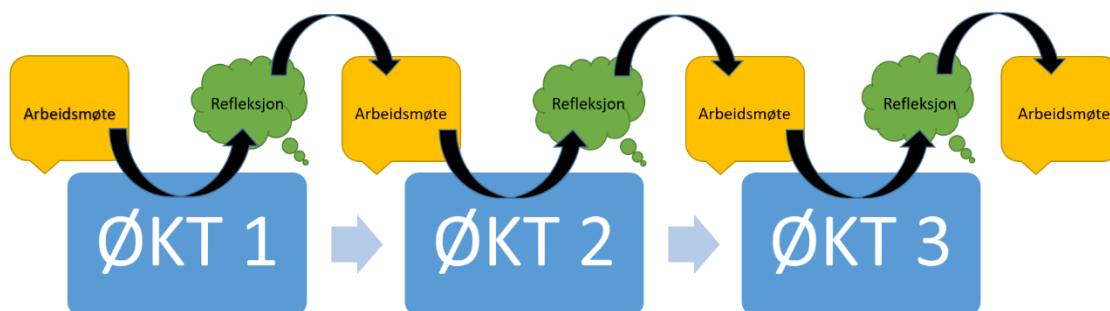 Arbeidsmøte
Refleksjon
Arbeidsmøte
Refleksjon
Arbeidsmøte
Refleksjon
Arbeidsmøte
ØKT 1
ØKT 2
ØKT 3